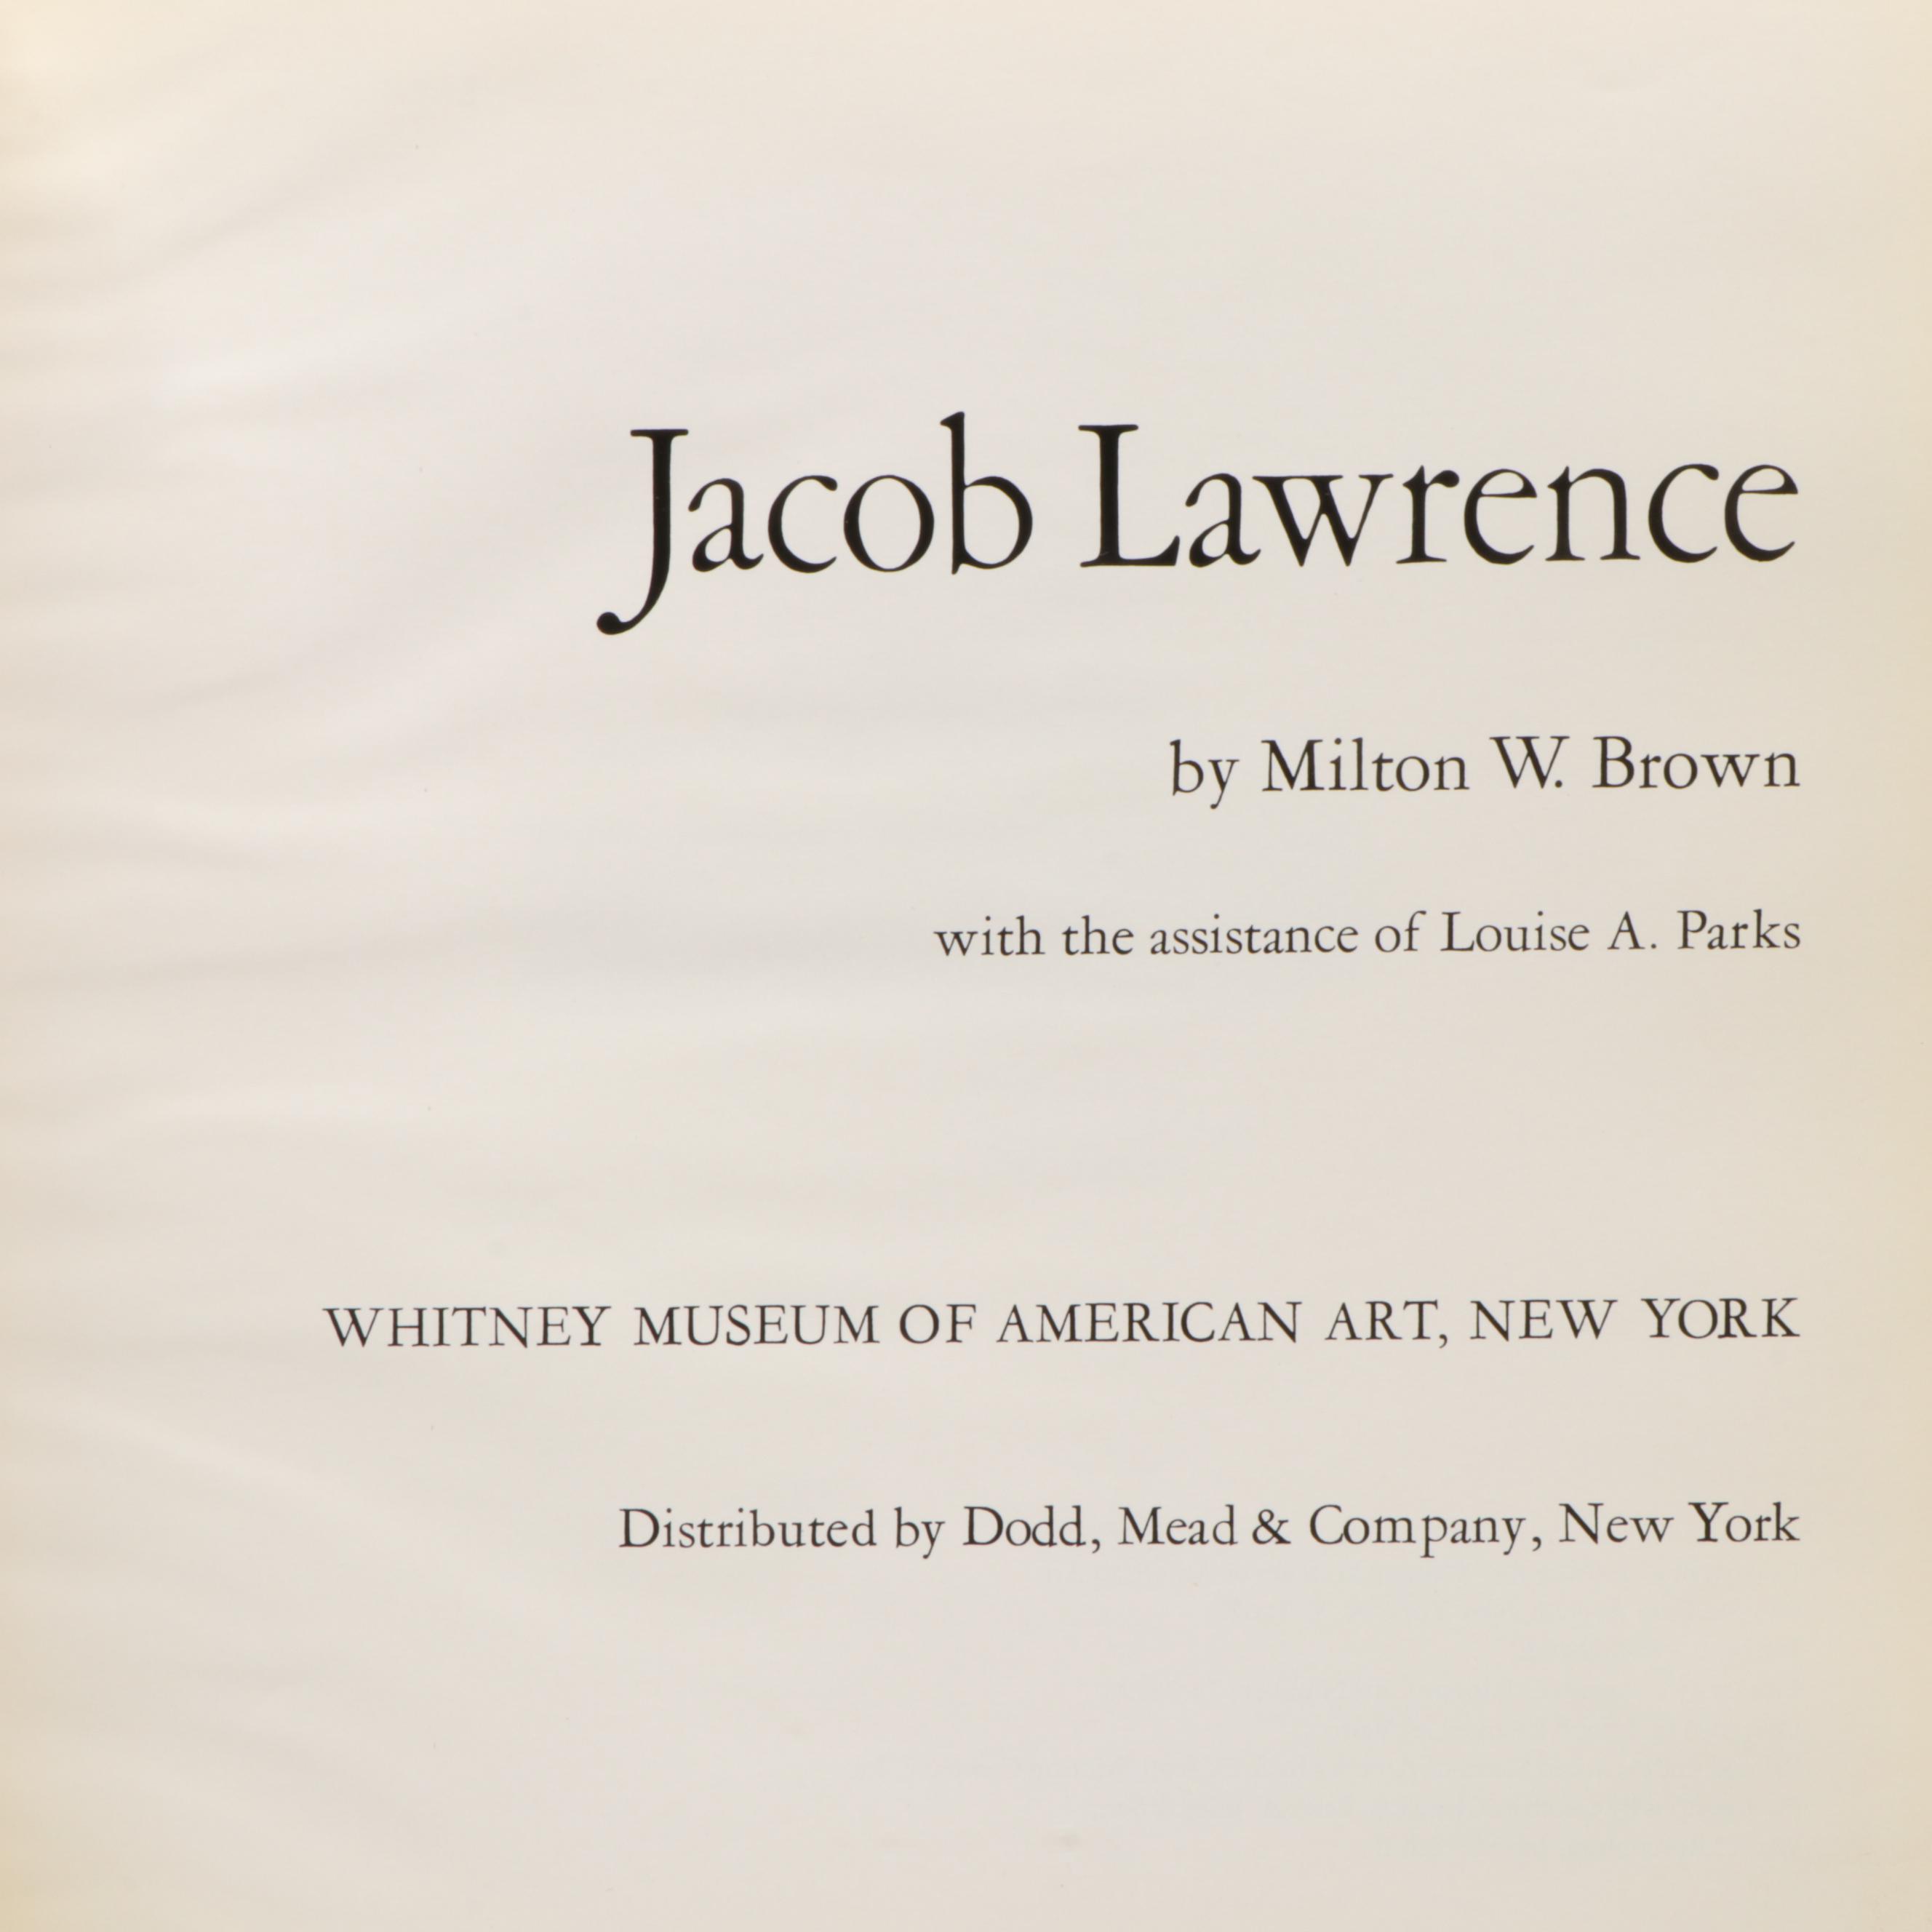 Jacob Lawrence
by Milton W. Brown
with the assistance of Louise A. Parks
WHITNEY MUSEUM OF AMERICAN ART, NEW YORK
Distributed by Dodd, Mead & Company, New York